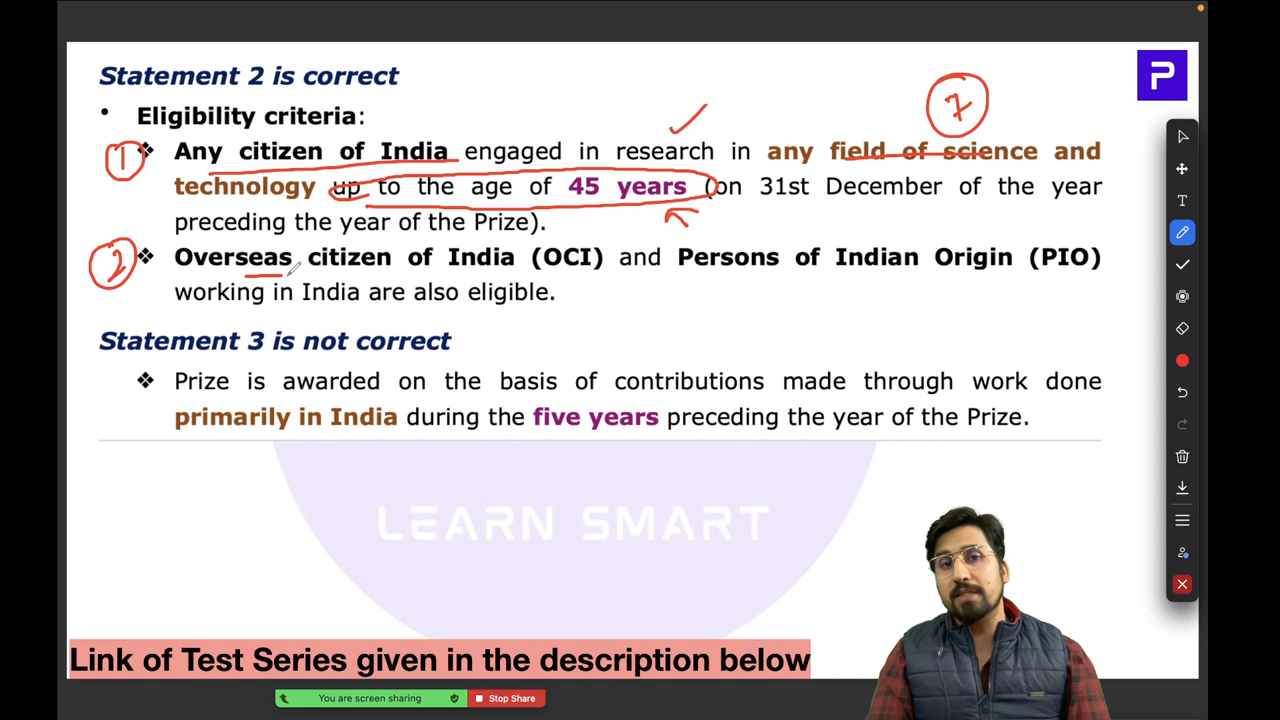 Statement 2 is correct
P
• Eligibility criteria:
7
1 ❖ Any citizen of India engaged in research in any field of science and
technology up to the age of 45 years (on 31st December of the year
preceding the year of the Prize).
2 ❖ Overseas citizen of India (OCI) and Persons of Indian Origin (PIO)
working in India are also eligible.
Statement 3 is not correct
❖ Prize is awarded on the basis of contributions made through work done
primarily in India during the five years preceding the year of the Prize.
LEARN SMART
Link of Test Series given in the description below
You are screen sharing Stop Share